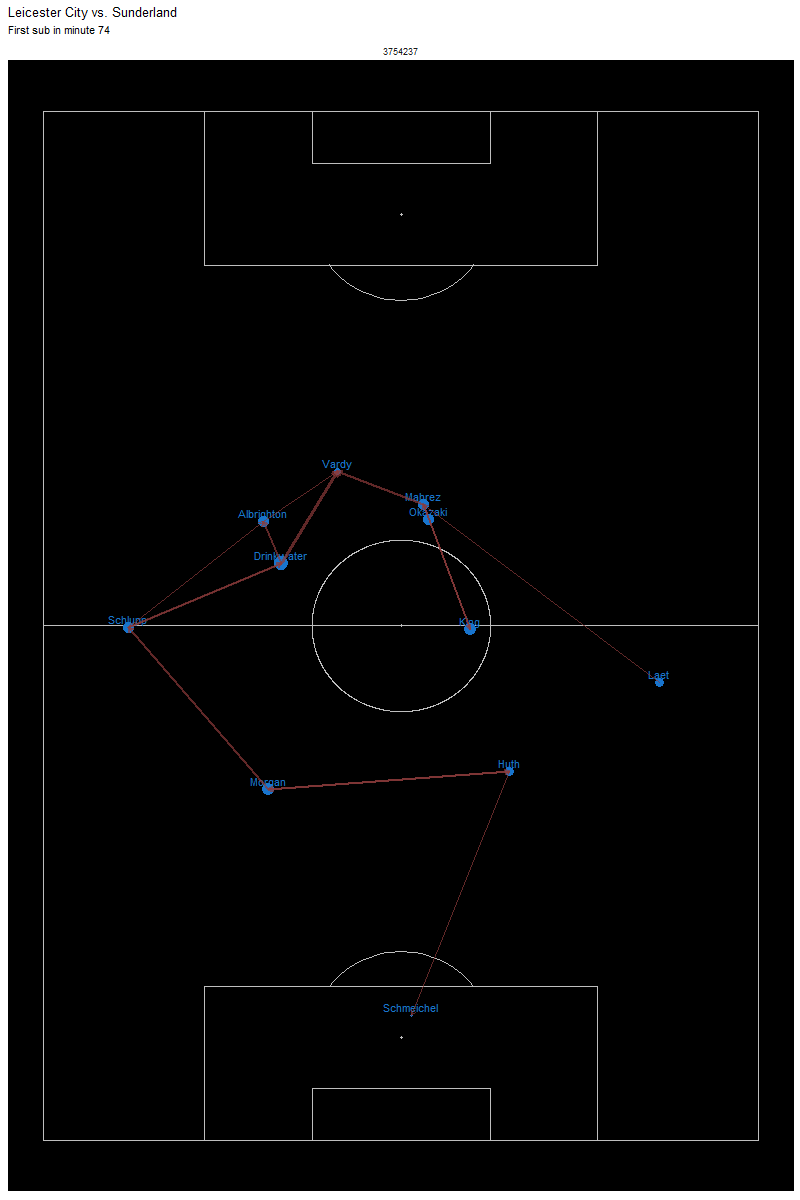 Leicester City vs. Sunderland
First sub in minute 74
3754237
Vardy
Mahrez
Albrighton
Okazaki
Drinkwater
Schlupp
King
Laet
Huth
Morgan
Schmeichel